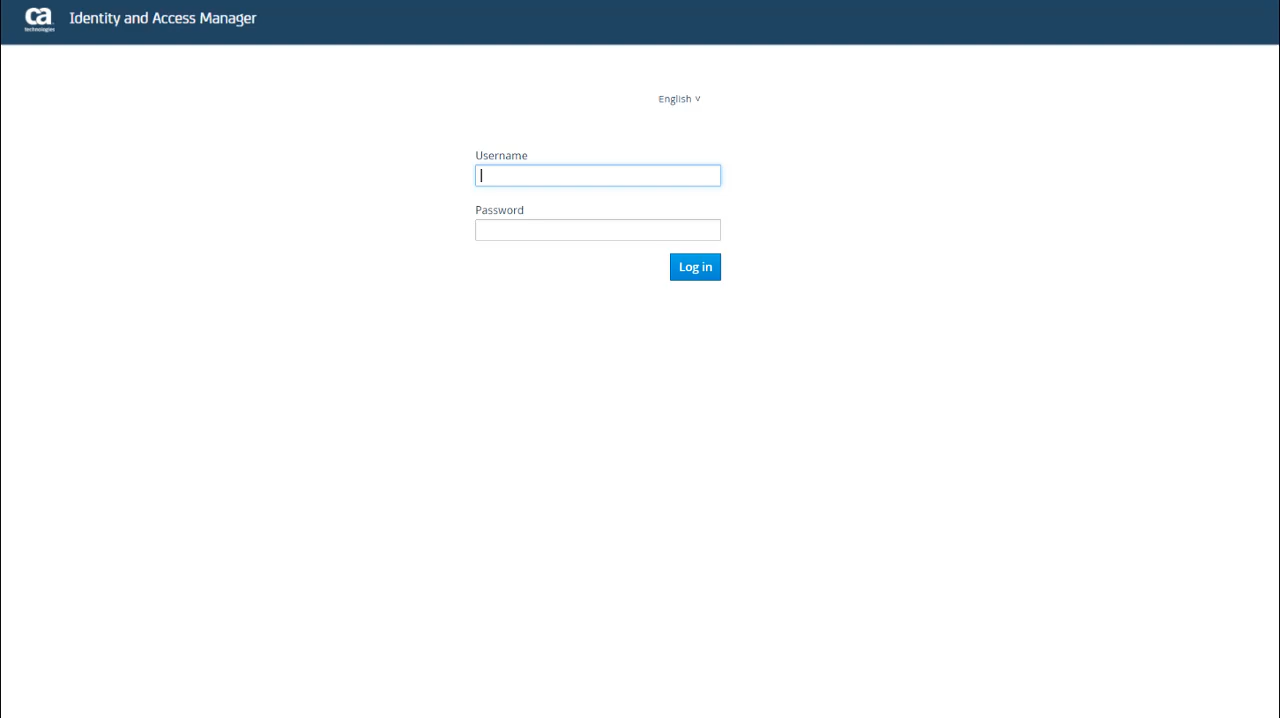 ca
technologies
Identity and Access Manager
English
Username
Password
Log in